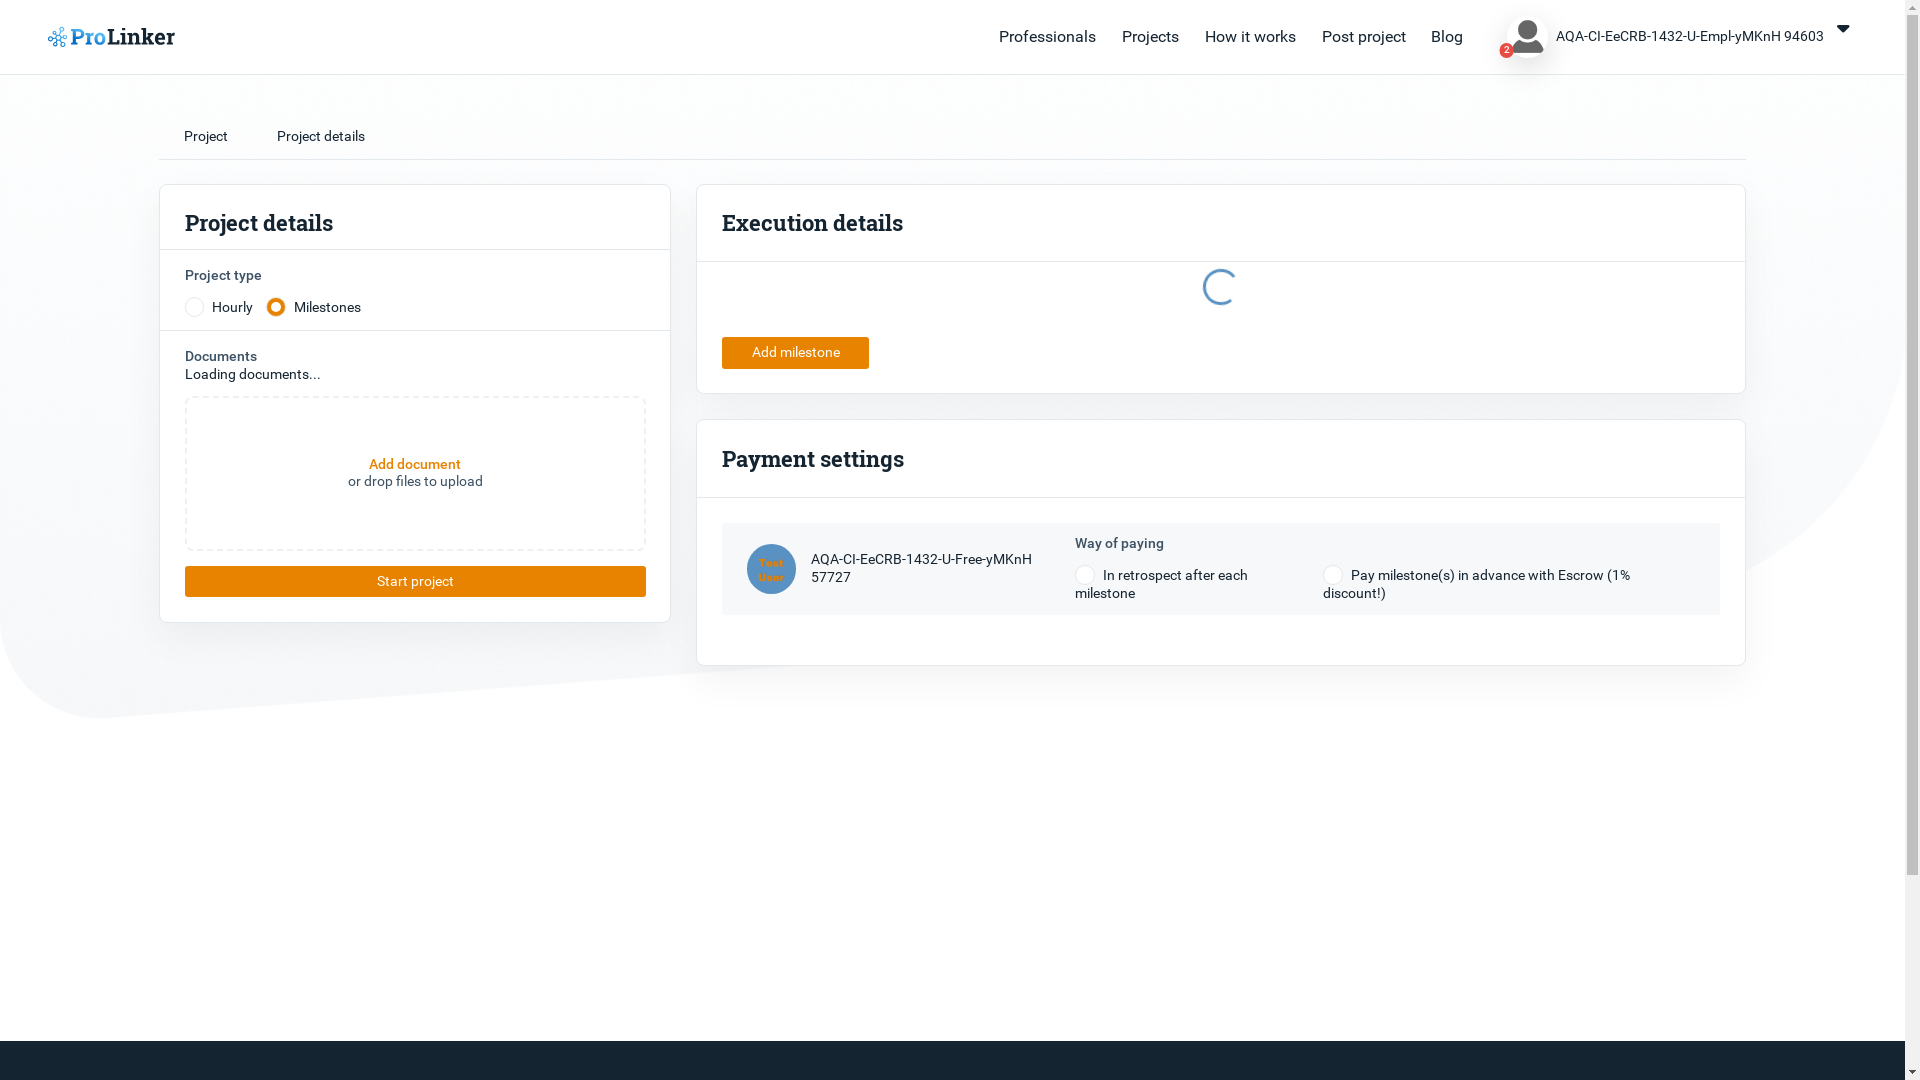 ProLinker
Professionals
Projects
How it works
Post project
Blog
2
AQA-CI-EeCRB-1432-U-Empl-yMKnH 94603
Project
Project details
Project details
Project type
Hourly
Milestones
Documents
Loading documents...
Add document
or drop files to upload
Start project
Execution details
Add milestone
Payment settings
Test
User
AQA-CI-EeCRB-1432-U-Free-yMKnH
57727
Way of paying
In retrospect after each
milestone
Pay milestone(s) in advance with Escrow (1%
discount!)